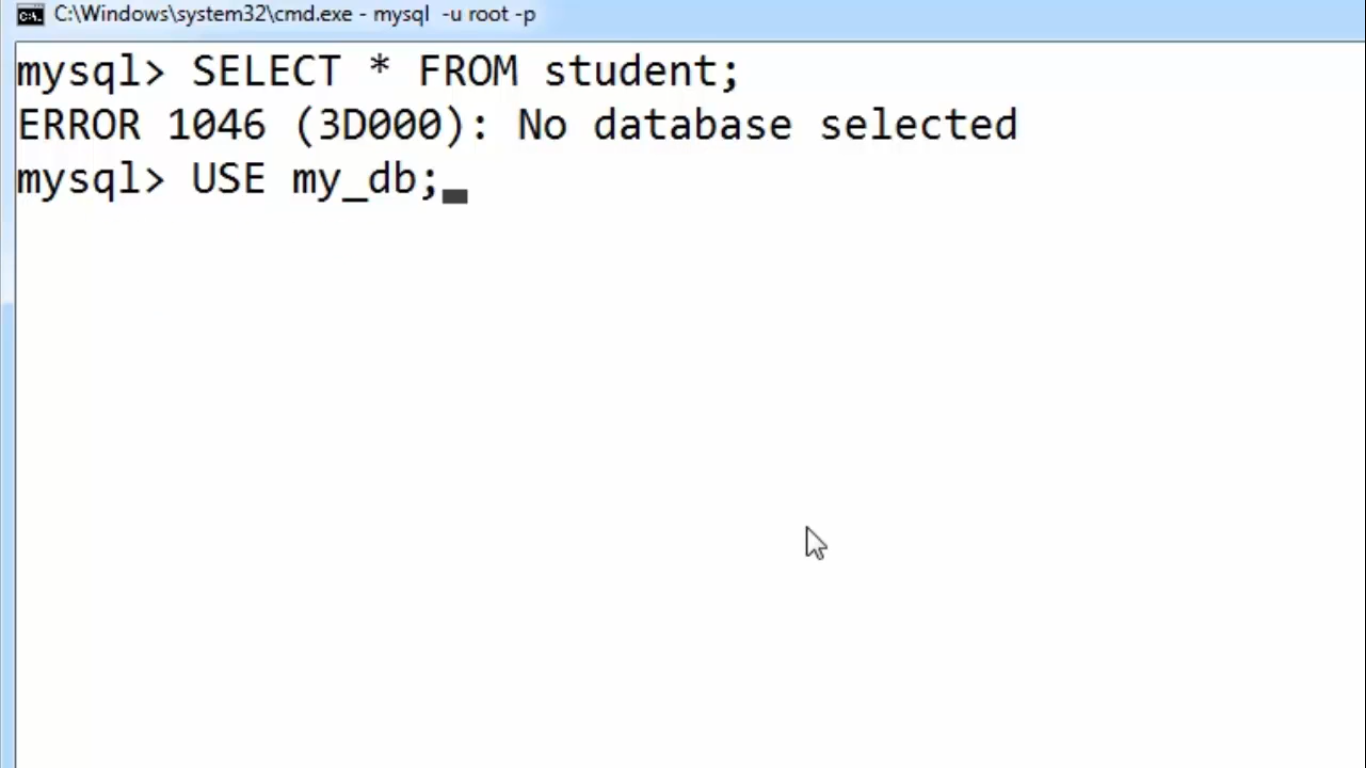 C:\Windows\system32\cmd.exe - mysql  -u root -p
mysql> SELECT * FROM student;
ERROR 1046 (3D000): No database selected
mysql> USE my_db;